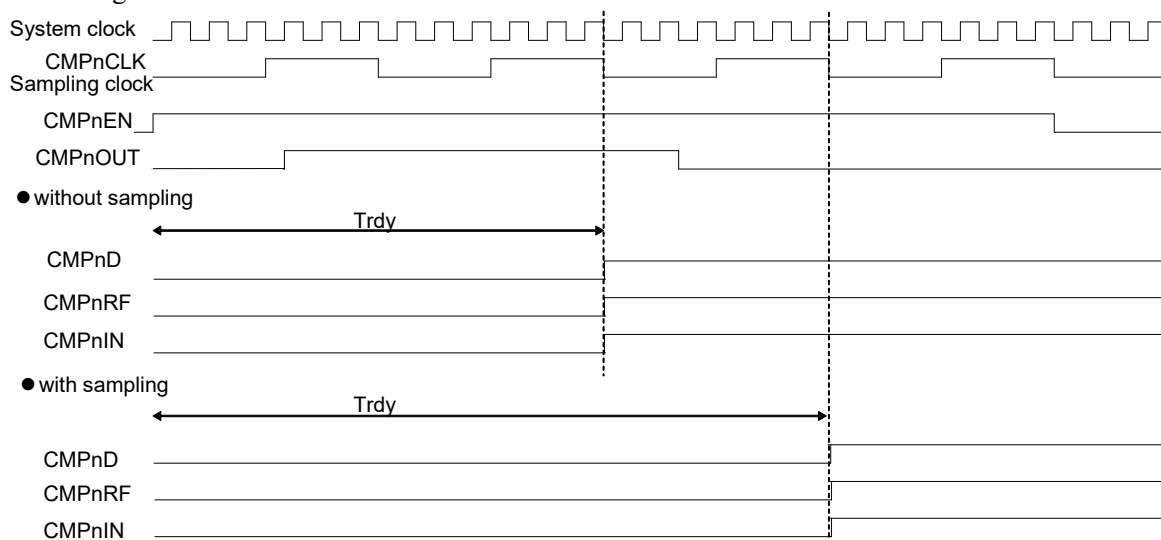 System clock
CMPnCLK
Sampling clock
CMPnEN
CMPnOUT
● without sampling
Trdy
CMPnD
CMPnRF
CMPnIN
● with sampling
Trdy
CMPnD
CMPnRF
CMPnIN